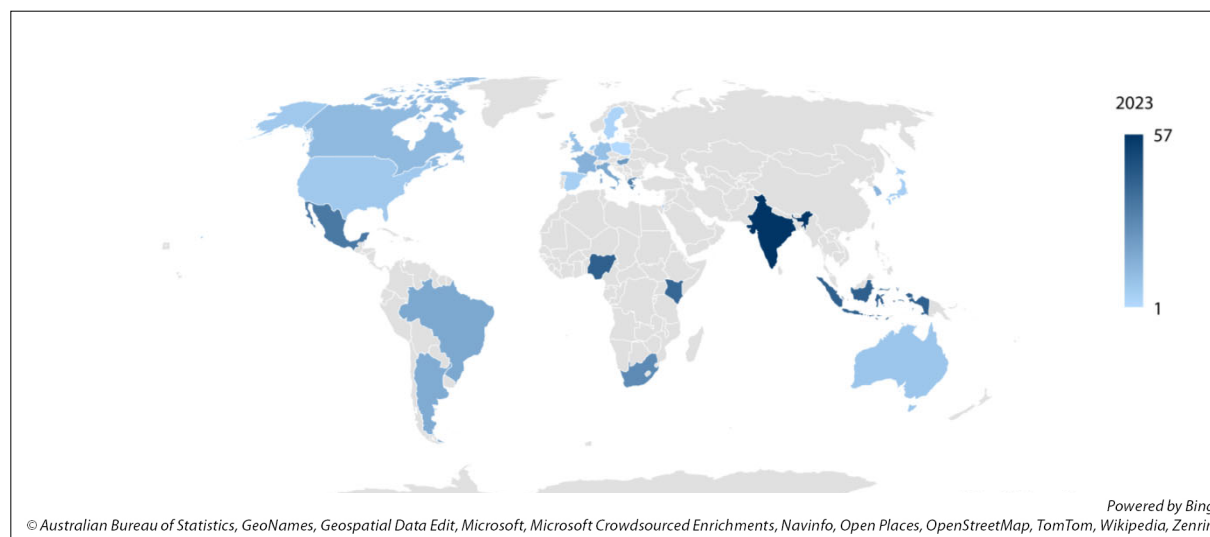 2023
57
1
Powered by Bing
© Australian Bureau of Statistics, GeoNames, Geospatial Data Edit, Microsoft, Microsoft Crowdsourced Enrichments, Navinfo, Open Places, OpenStreetMap, TomTom, Wikipedia, Zenrin